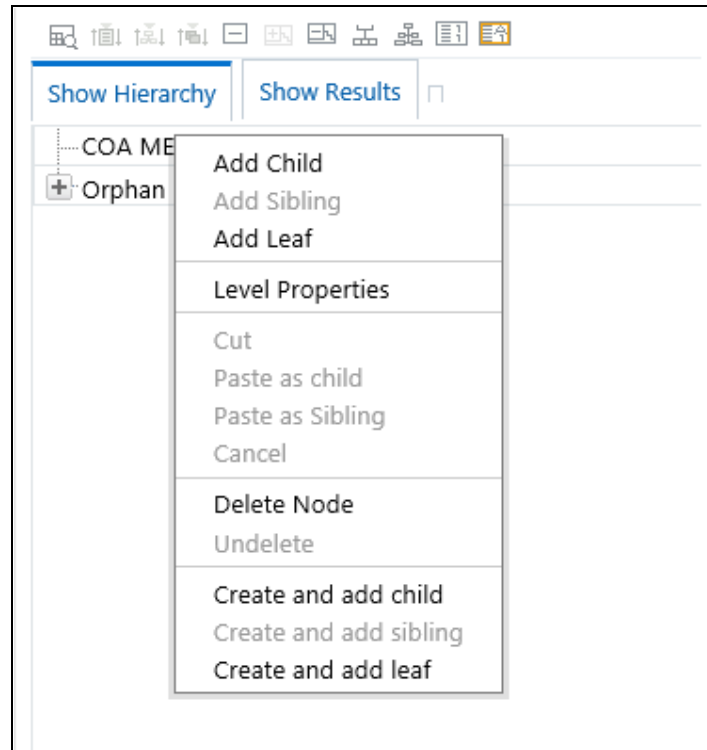 Show Hierarchy Show Results
COA ME
Orphan
Add Child
Add Sibling
Add Leaf
Level Properties
Cut
Paste as child
Paste as Sibling
Cancel
Delete Node
Undelete
Create and add child
Create and add sibling
Create and add leaf